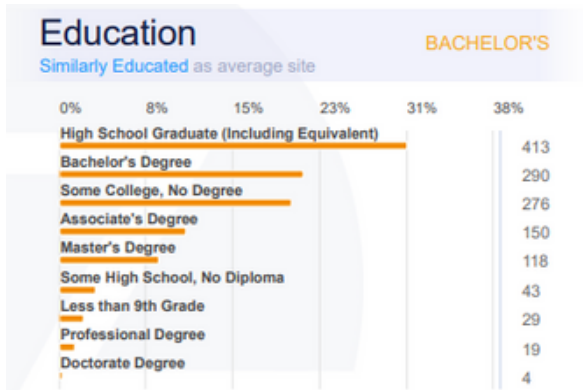 Education
BACHELOR'S
Similarly Educated as average site
0% 8% 15% 23% 31% 38%
High School Graduate (Including Equivalent)
413
Bachelor's Degree
290
Some College, No Degree
276
Associate's Degree
150
Master's Degree
118
Some High School, No Diploma
43
Less than 9th Grade
29
Professional Degree
19
Doctorate Degree
4